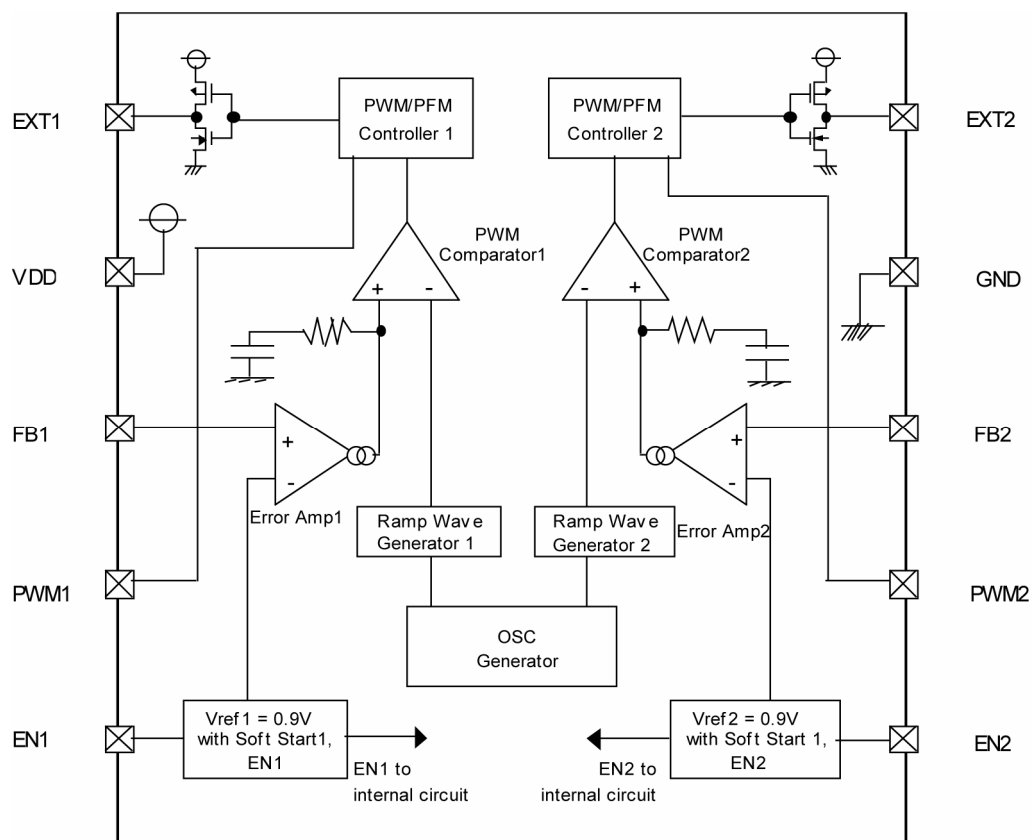 PWM/PFM
Controller 1
PWM/PFM
Controller 2
EXT1
EXT2
PWM
Comparator1
PWM
Comparator2
VDD
GND
+
-
-
+
FB1
FB2
+
-
+
-
Error Amp1
Ramp Wave
Generator 1
Ramp Wave
Generator 2
Error Amp2
PWM1
PWM2
OSC
Generator
Vref1 = 0.9V
with Soft Start1,
EN1
Vref2 = 0.9V
with Soft Start 1,
EN2
EN1
EN2
EN1 to
internal circuit
EN2 to
internal circuit